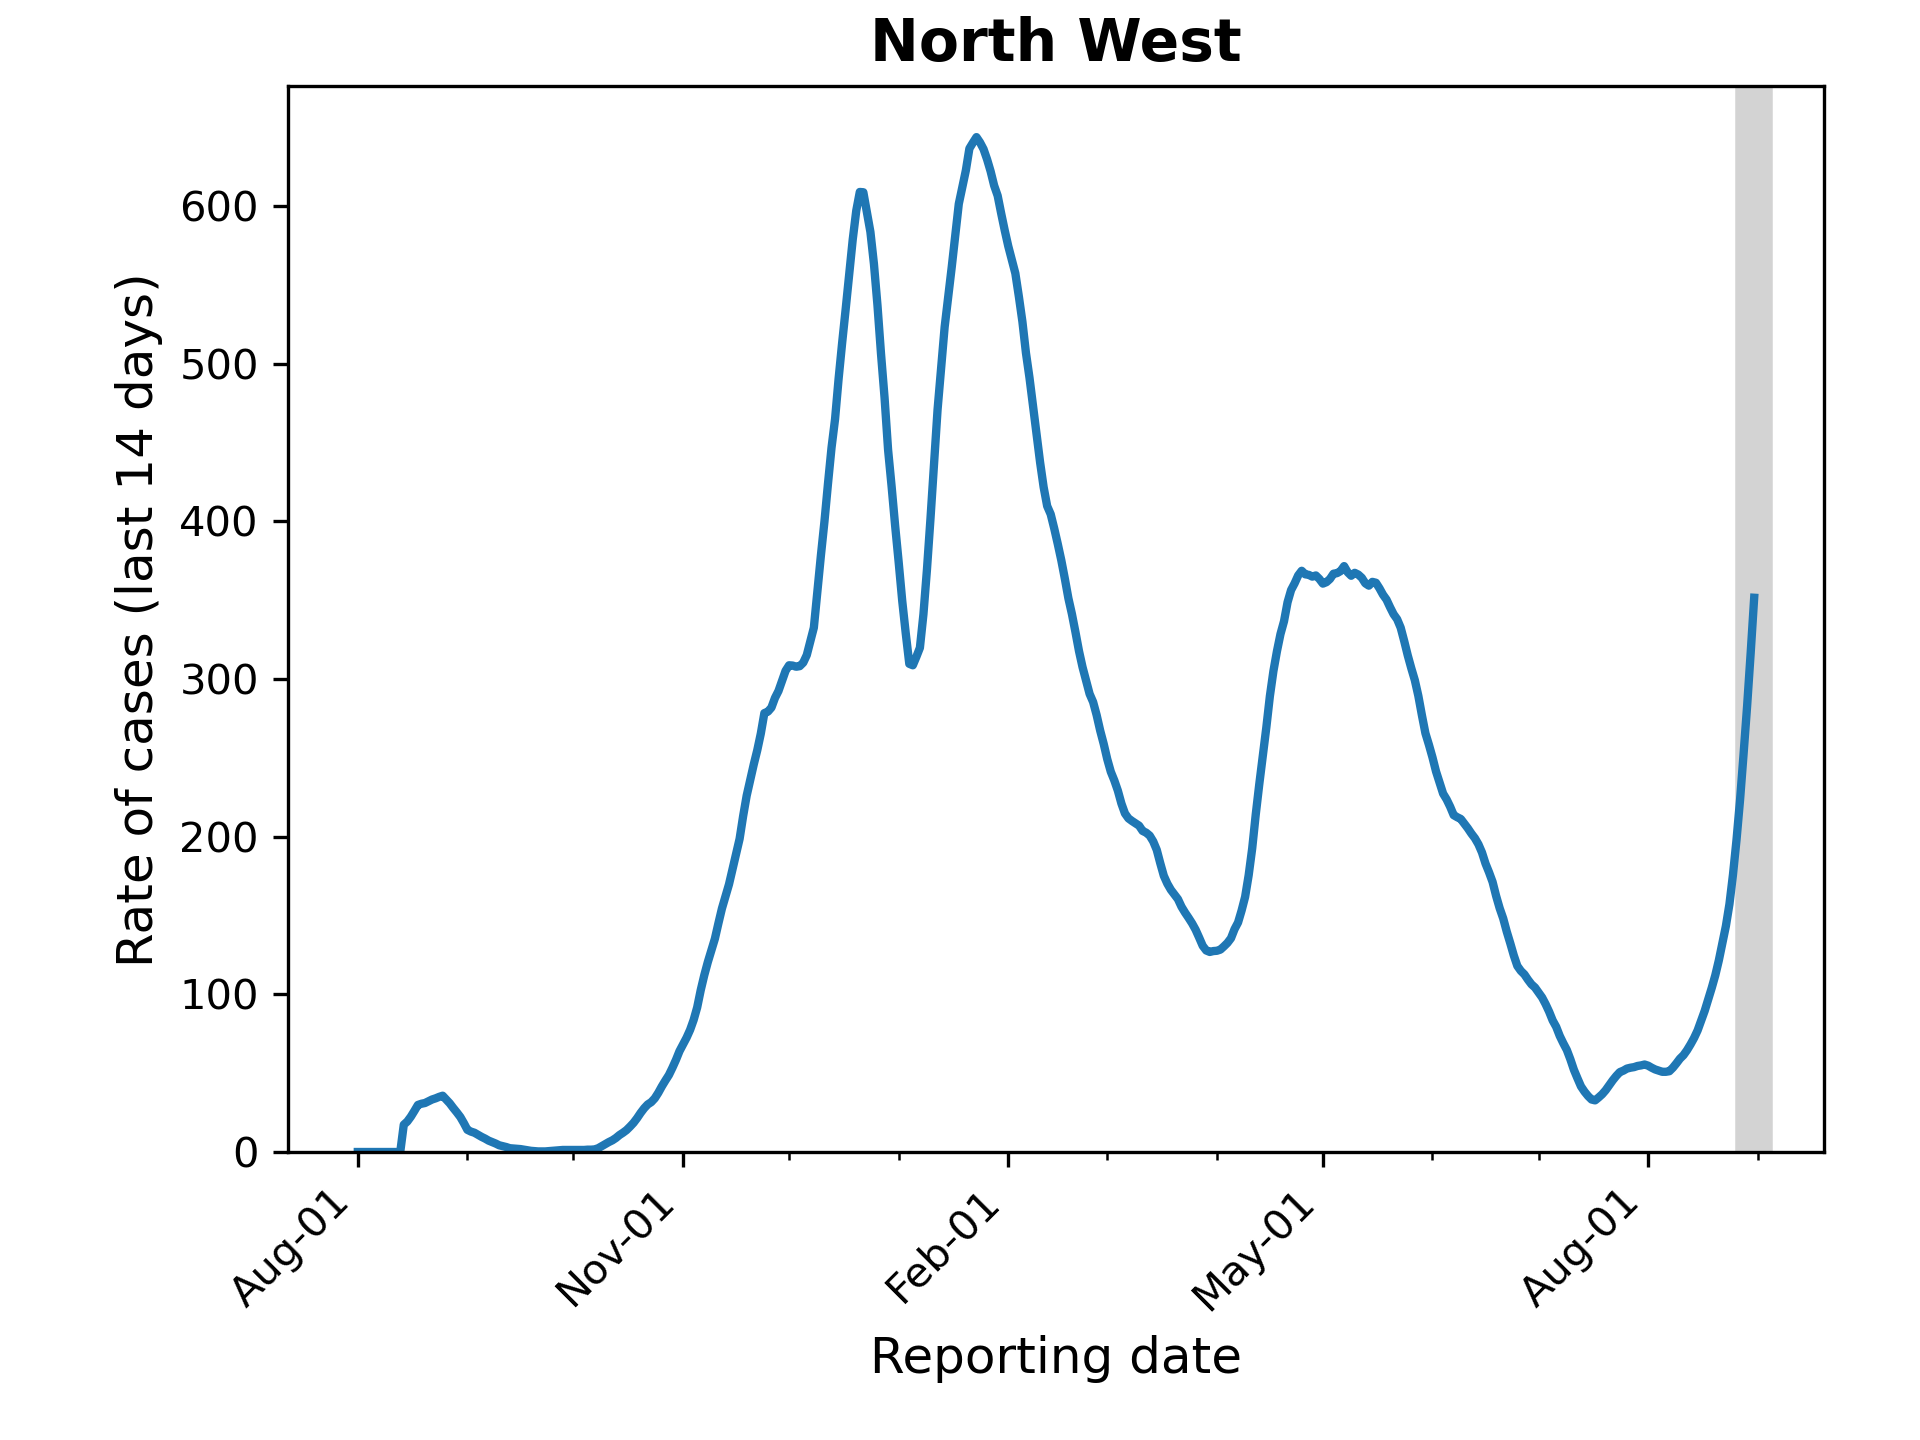 North West
Rate of cases (last 14 days)
600
500
400
300
200
100
0
Aug-01
Nov-01
Feb-01
May-01
Aug-01
Reporting date